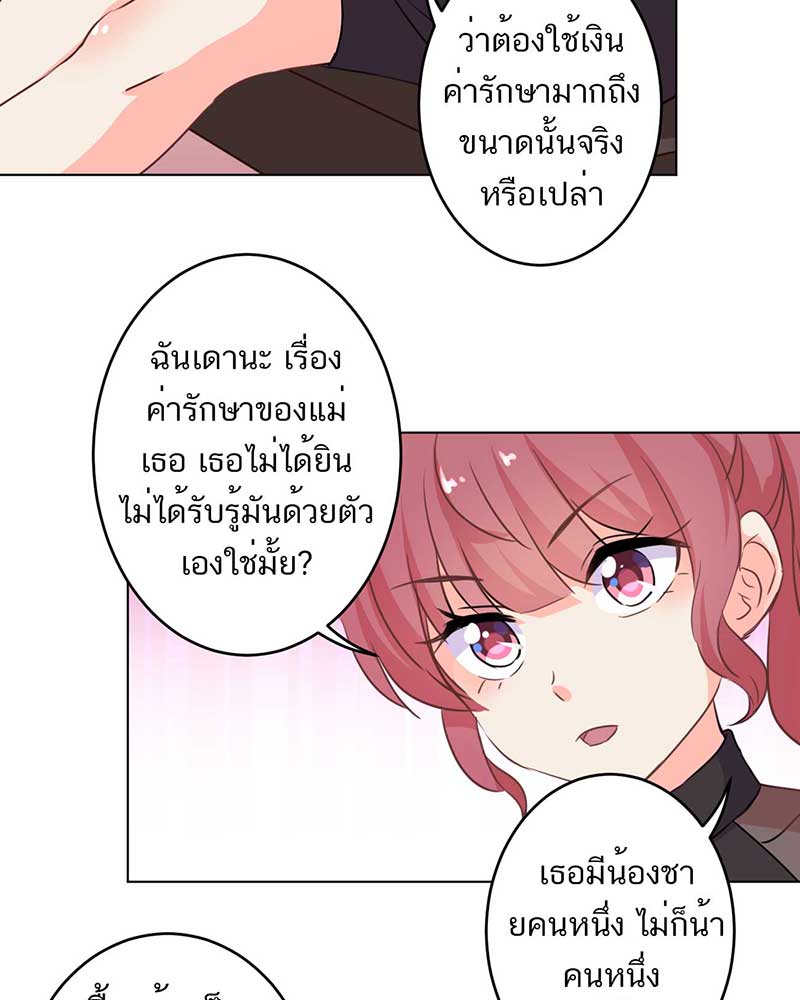 ว่าต้องใช้เงิน
ค่ารักษามากถึง
ขนาดนั้นจริง
หรือเปล่า
ฉันเดานะ เรื่อง
ค่ารักษาของแม่
เธอ เธอไม่ได้ยิน
ไม่ได้รับรู้มันด้วยตัว
เองใช่มั้ย?
เธอมีน้องชา
ยคนหนึ่ง ไม่ก็น้า
คนหนึ่ง